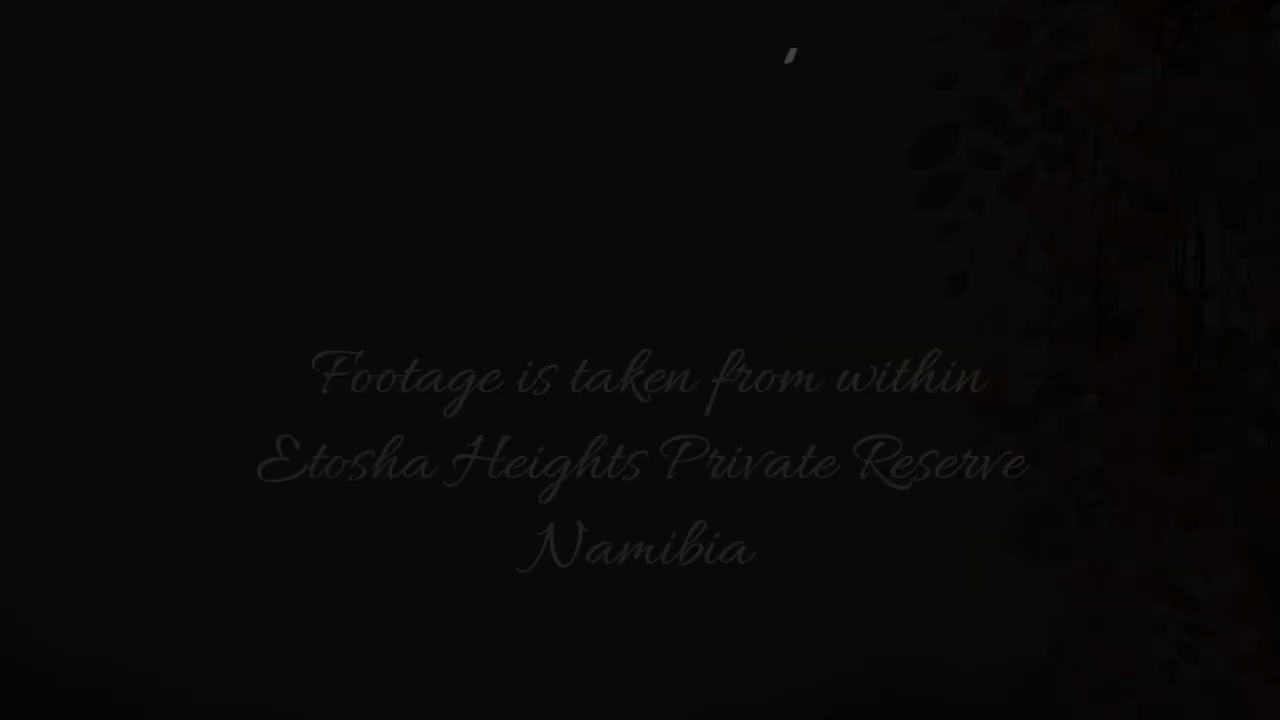 Footage is taken from within
Etosha Heights Private Reserve
Namibia